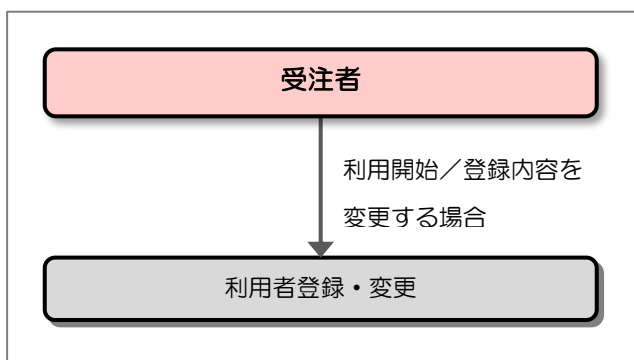 受注者
利用開始／登録内容を
変更する場合
利用者登録・変更